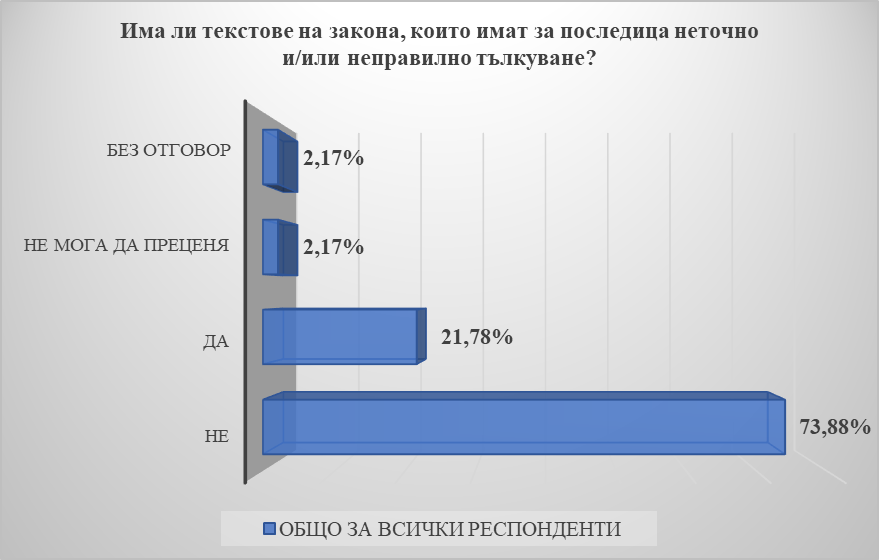 Има ли текстове на закона, които имат за последица неточно
и/или неправилно тълкуване?
БЕЗ ОТГОВОР
2,17%
НЕ МОГА ДА ПРЕЦЕНЯ
2,17%
ДА
21,78%
НЕ
73,88%
ОБЩО ЗА ВСИЧКИ РЕСПОНДЕНТИ